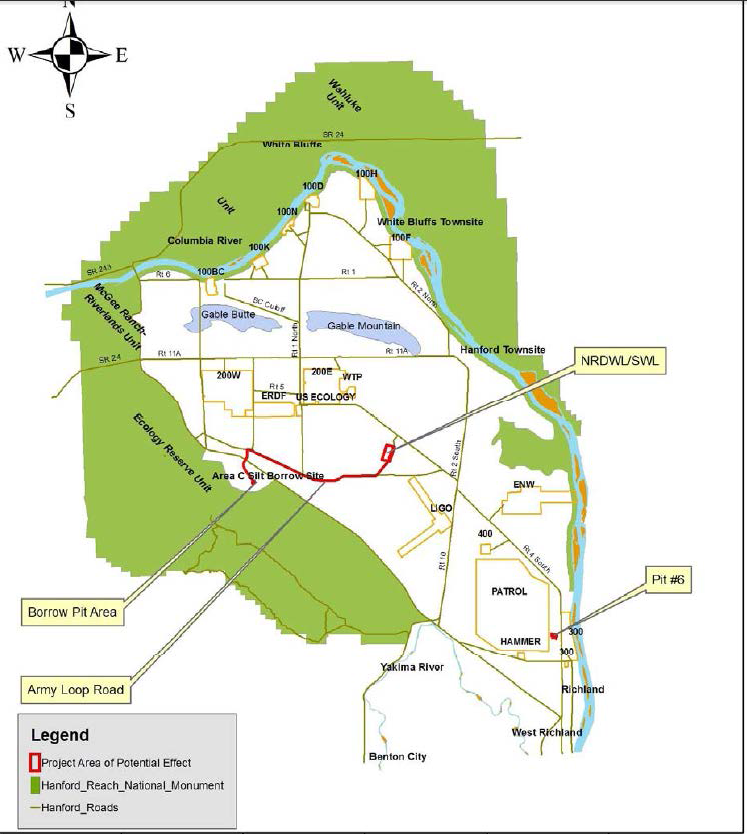 N
W E
S
Wahluke
Unit
SR 24
White Bluffs
100H
100D
Unit
100N
White Bluffs Townsite
Columbia River
100F
100K
SR 240
100BC
Rt 6
Rt 1
Rt 2 North
McGee Ranch-
Riverlands Unit
BC Cutoff
Gable Butte
Gable Mountain
Rt 1 North
Hanford Townsite
SR 24
Rt 11A
Rt 11A
NRDWL/SWL
200W
200E
WTP
Rt 5
ERDF
US ECOLOGY
Ecology Reserve Unit
Rt 2 South
Area C Silt Borrow Site
ENW
LIGO
400
Rt 4 South
Rt 10
Pit #6
PATROL
Borrow Pit Area
300
HAMMER
300
Yakima River
Army Loop Road
Richland
West Richland
Benton City
Legend
Project Area of Potential Effect
Hanford_Reach_National_Monument
Hanford_Roads